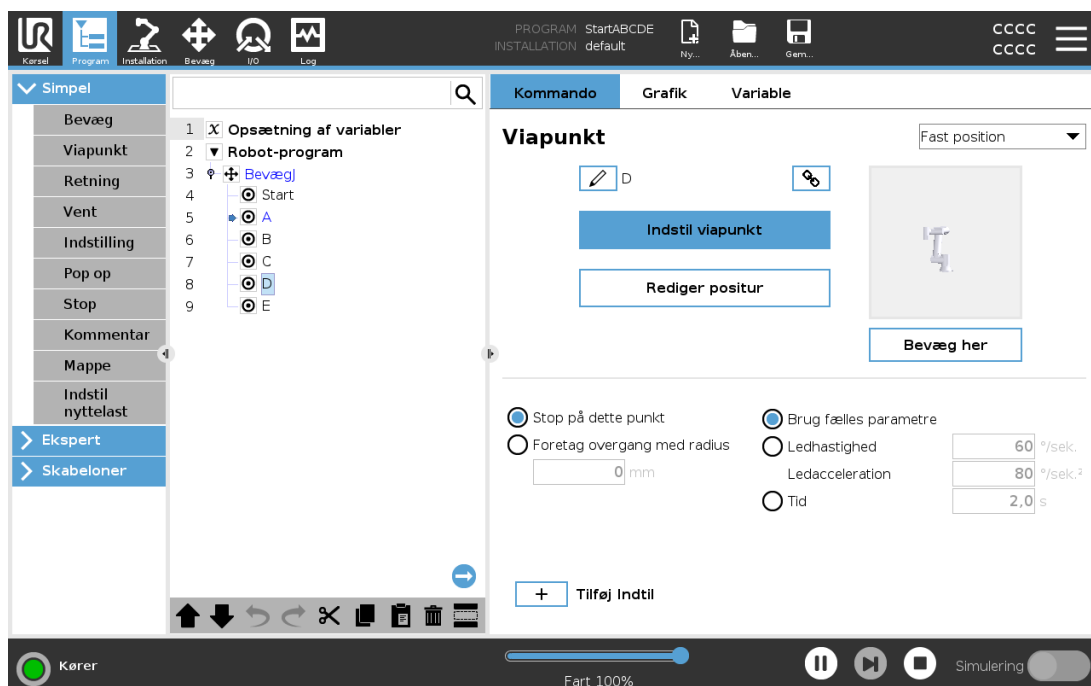 UR
PROGRAM StartABCDE
INSTALLATION default
CCCC
CCCC
Kørsel Program Installation Bevæg I/O Log Ny... Åben... Gem...
Simpel
Bevæg
Viapunkt
Retning
Vent
Indstilling
Pop op
Stop
Kommentar
Mappe
Indstil
nyttelast
Ekspert
Skabeloner
1 X Opsætning af variabler
2 Robot-program
3 BevægJ
4 Start
5 A
6 B
7 C
8 D
9 E
Kommando Grafik Variable
Viapunkt
Fast position
D
Indstil viapunkt
Rediger positur
Bevæg her
Stop på dette punkt
Foretag overgang med radius
0 mm
Brug fælles parametre
Ledhastighed 60 °/sek.
Ledacceleration 80 °/sek.²
Tid 2,0 s
+ Tilføj Indtil
Kører
Fart 100%
Simulering